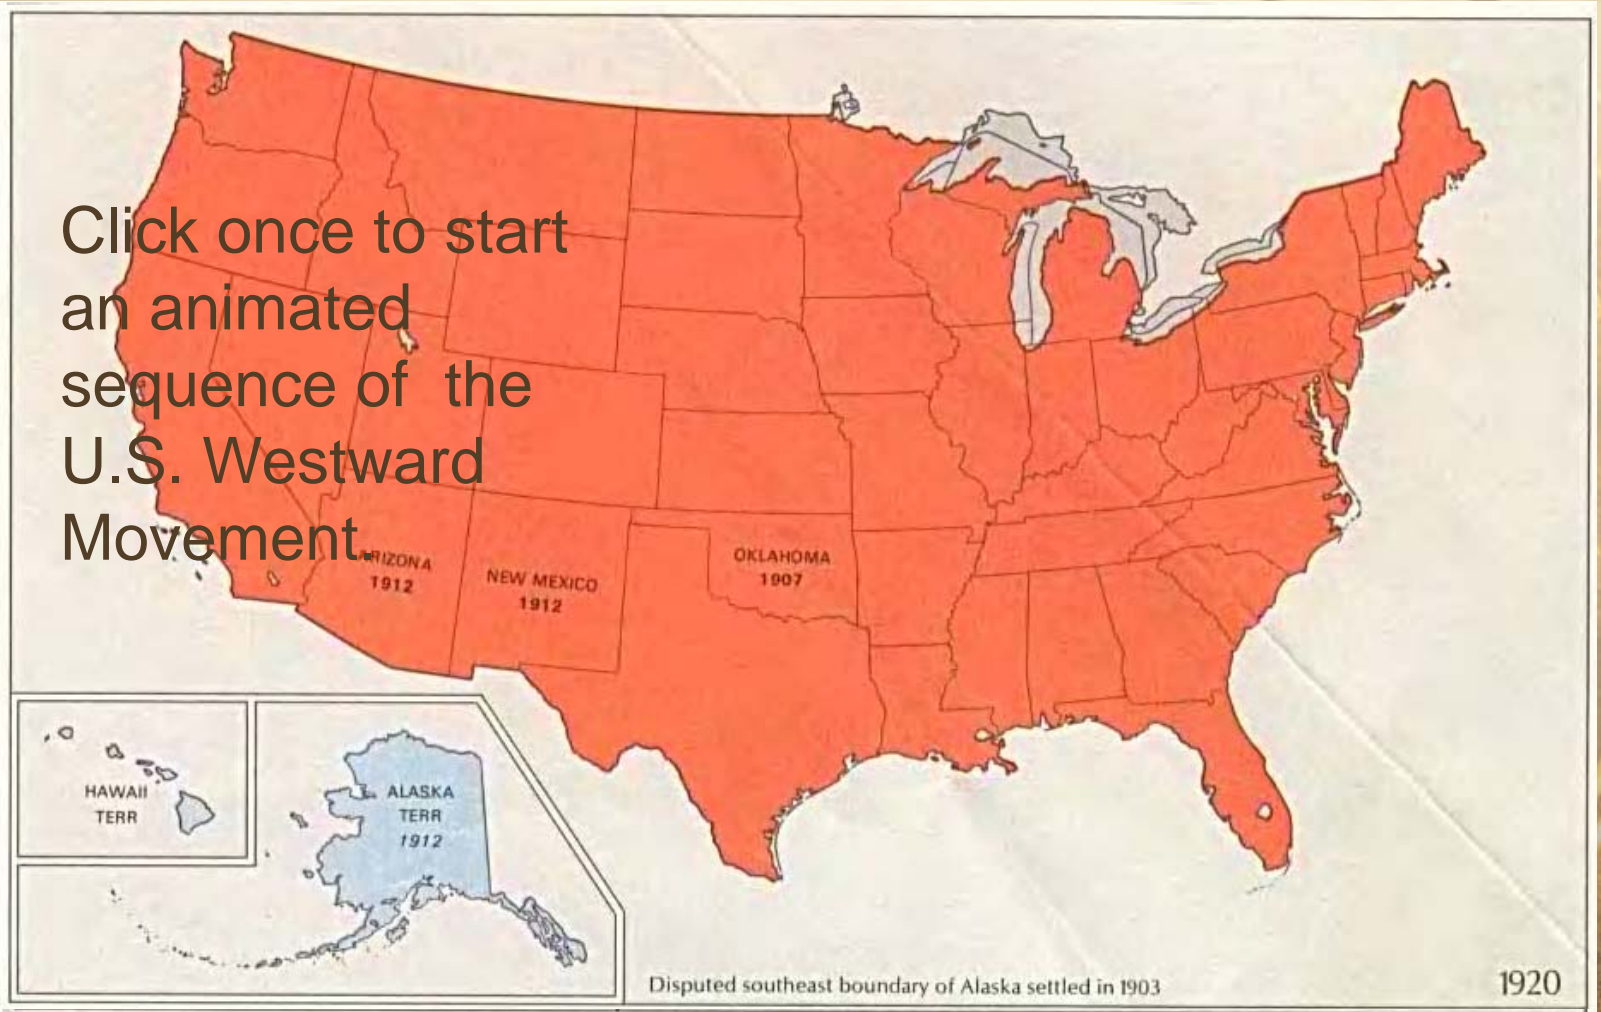 Click once to start
an animated
sequence of the
U.S. Westward
Movement.
ARIZONA
1912
NEW MEXICO
1912
OKLAHOMA
1907
HAWAII
TERR
ALASKA
TERR
1912
Disputed southeast boundary of Alaska settled in 1903
1920